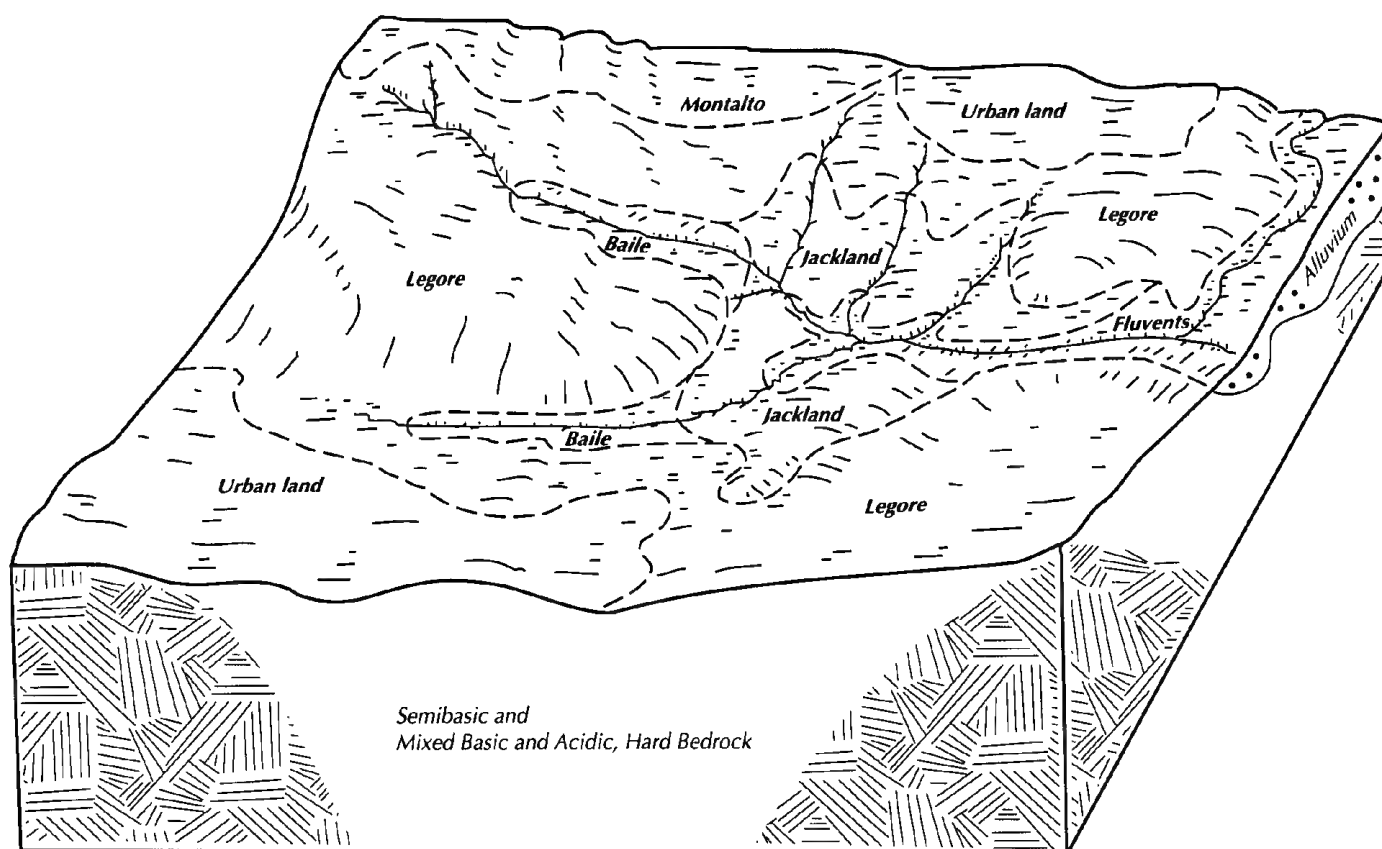 Montalto
Urban land
Legore
Baile
Jackland
Legore
Alluvium
Fluvents
Jackland
Baile
Urban land
Legore
Semibasic and
Mixed Basic and Acidic, Hard Bedrock